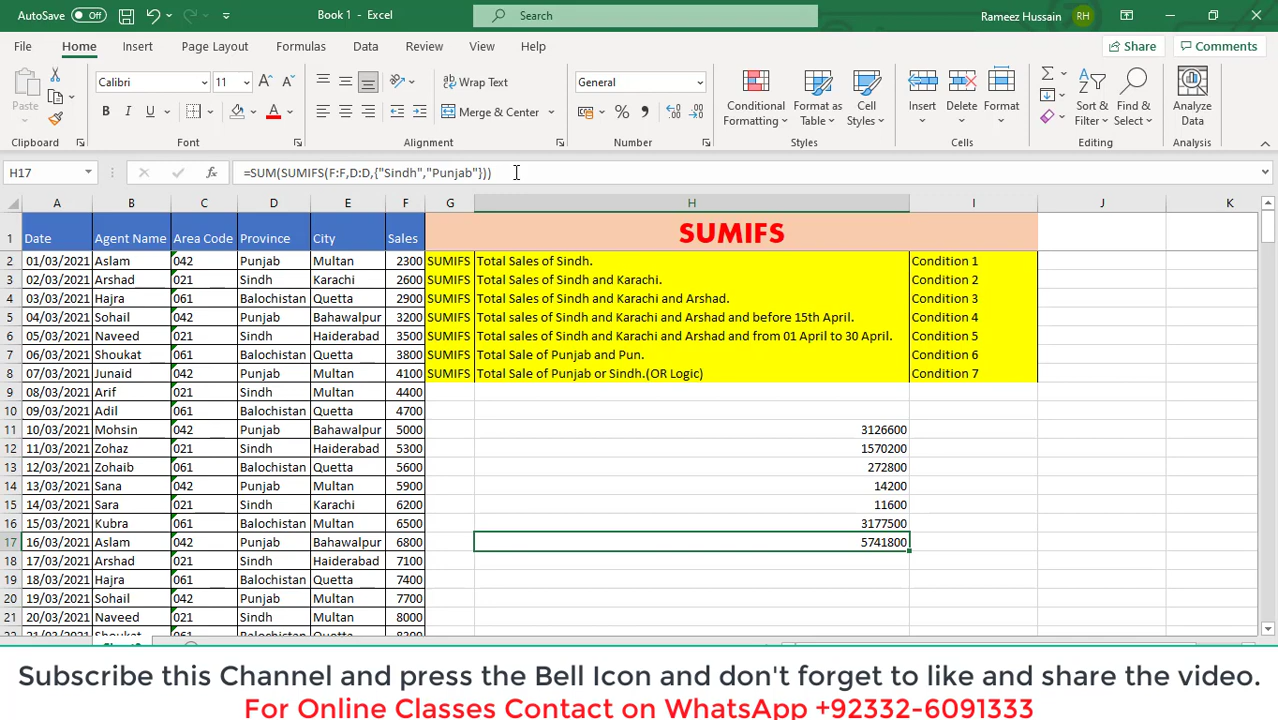 AutoSave Off Book 1 - Excel Search Rameez Hussain RH
File Home Insert Page Layout Formulas Data Review View Help Share Comments
Paste Calibri 11 A A Wrap Text General Conditional Formatting Format as Table Cell Styles Insert Delete Format Sort & Filter Find & Select Analyze Data
B I U A Merge & Center % ,
Clipboard Font Alignment Number Styles Cells Editing Analysis
H17 fx =SUM(SUMIFS(F:F,D:D,{"Sindh","Punjab"}))
A B C D E F G H I J K
1 Date Agent Name Area Code Province City Sales SUMIFS
2 01/03/2021 Aslam 042 Punjab Multan 2300 SUMIFS Total Sales of Sindh. Condition 1
3 02/03/2021 Arshad 021 Sindh Karachi 2600 SUMIFS Total Sales of Sindh and Karachi. Condition 2
4 03/03/2021 Hajra 061 Balochistan Quetta 2900 SUMIFS Total Sales of Sindh and Karachi and Arshad. Condition 3
5 04/03/2021 Sohail 042 Punjab Bahawalpur 3200 SUMIFS Total sales of Sindh and Karachi and Arshad and before 15th April. Condition 4
6 05/03/2021 Naveed 021 Sindh Haiderabad 3500 SUMIFS Total sales of Sindh and Karachi and Arshad and from 01 April to 30 April. Condition 5
7 06/03/2021 Shoukat 061 Balochistan Quetta 3800 SUMIFS Total Sale of Punjab and Pun. Condition 6
8 07/03/2021 Junaid 042 Punjab Multan 4100 SUMIFS Total Sale of Punjab or Sindh.(OR Logic) Condition 7
9 08/03/2021 Arif 021 Sindh Multan 4400
10 09/03/2021 Adil 061 Balochistan Quetta 4700
11 10/03/2021 Mohsin 042 Punjab Bahawalpur 5000 3126600
12 11/03/2021 Zohaz 021 Sindh Haiderabad 5300 1570200
13 12/03/2021 Zohaib 061 Balochistan Quetta 5600 272800
14 13/03/2021 Sana 042 Punjab Multan 5900 14200
15 14/03/2021 Sara 021 Sindh Karachi 6200 11600
16 15/03/2021 Kubra 061 Balochistan Multan 6500 3177500
17 16/03/2021 Aslam 042 Punjab Bahawalpur 6800 5741800
18 17/03/2021 Arshad 021 Sindh Haiderabad 7100
19 18/03/2021 Hajra 061 Balochistan Quetta 7400
20 19/03/2021 Sohail 042 Punjab Multan 7700
21 20/03/2021 Naveed 021 Sindh Multan 8000
Subscribe this Channel and press the Bell Icon and don't forget to like and share the video.
For Online Classes Contact on WhatsApp +92332-6091333